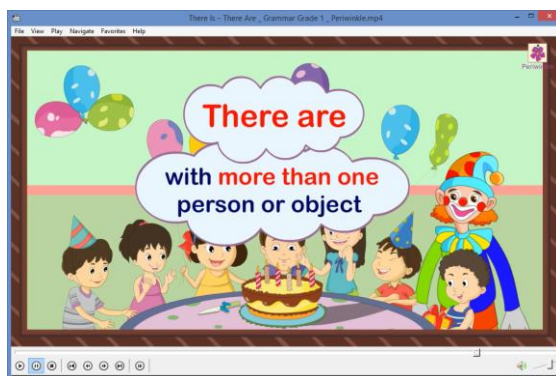 There Is - There Are _ Grammar Grade 1 _ Periwinkle.mp4
File View Play Navigate Favorites Help
Periwinkle
There are
with more than one
person or object